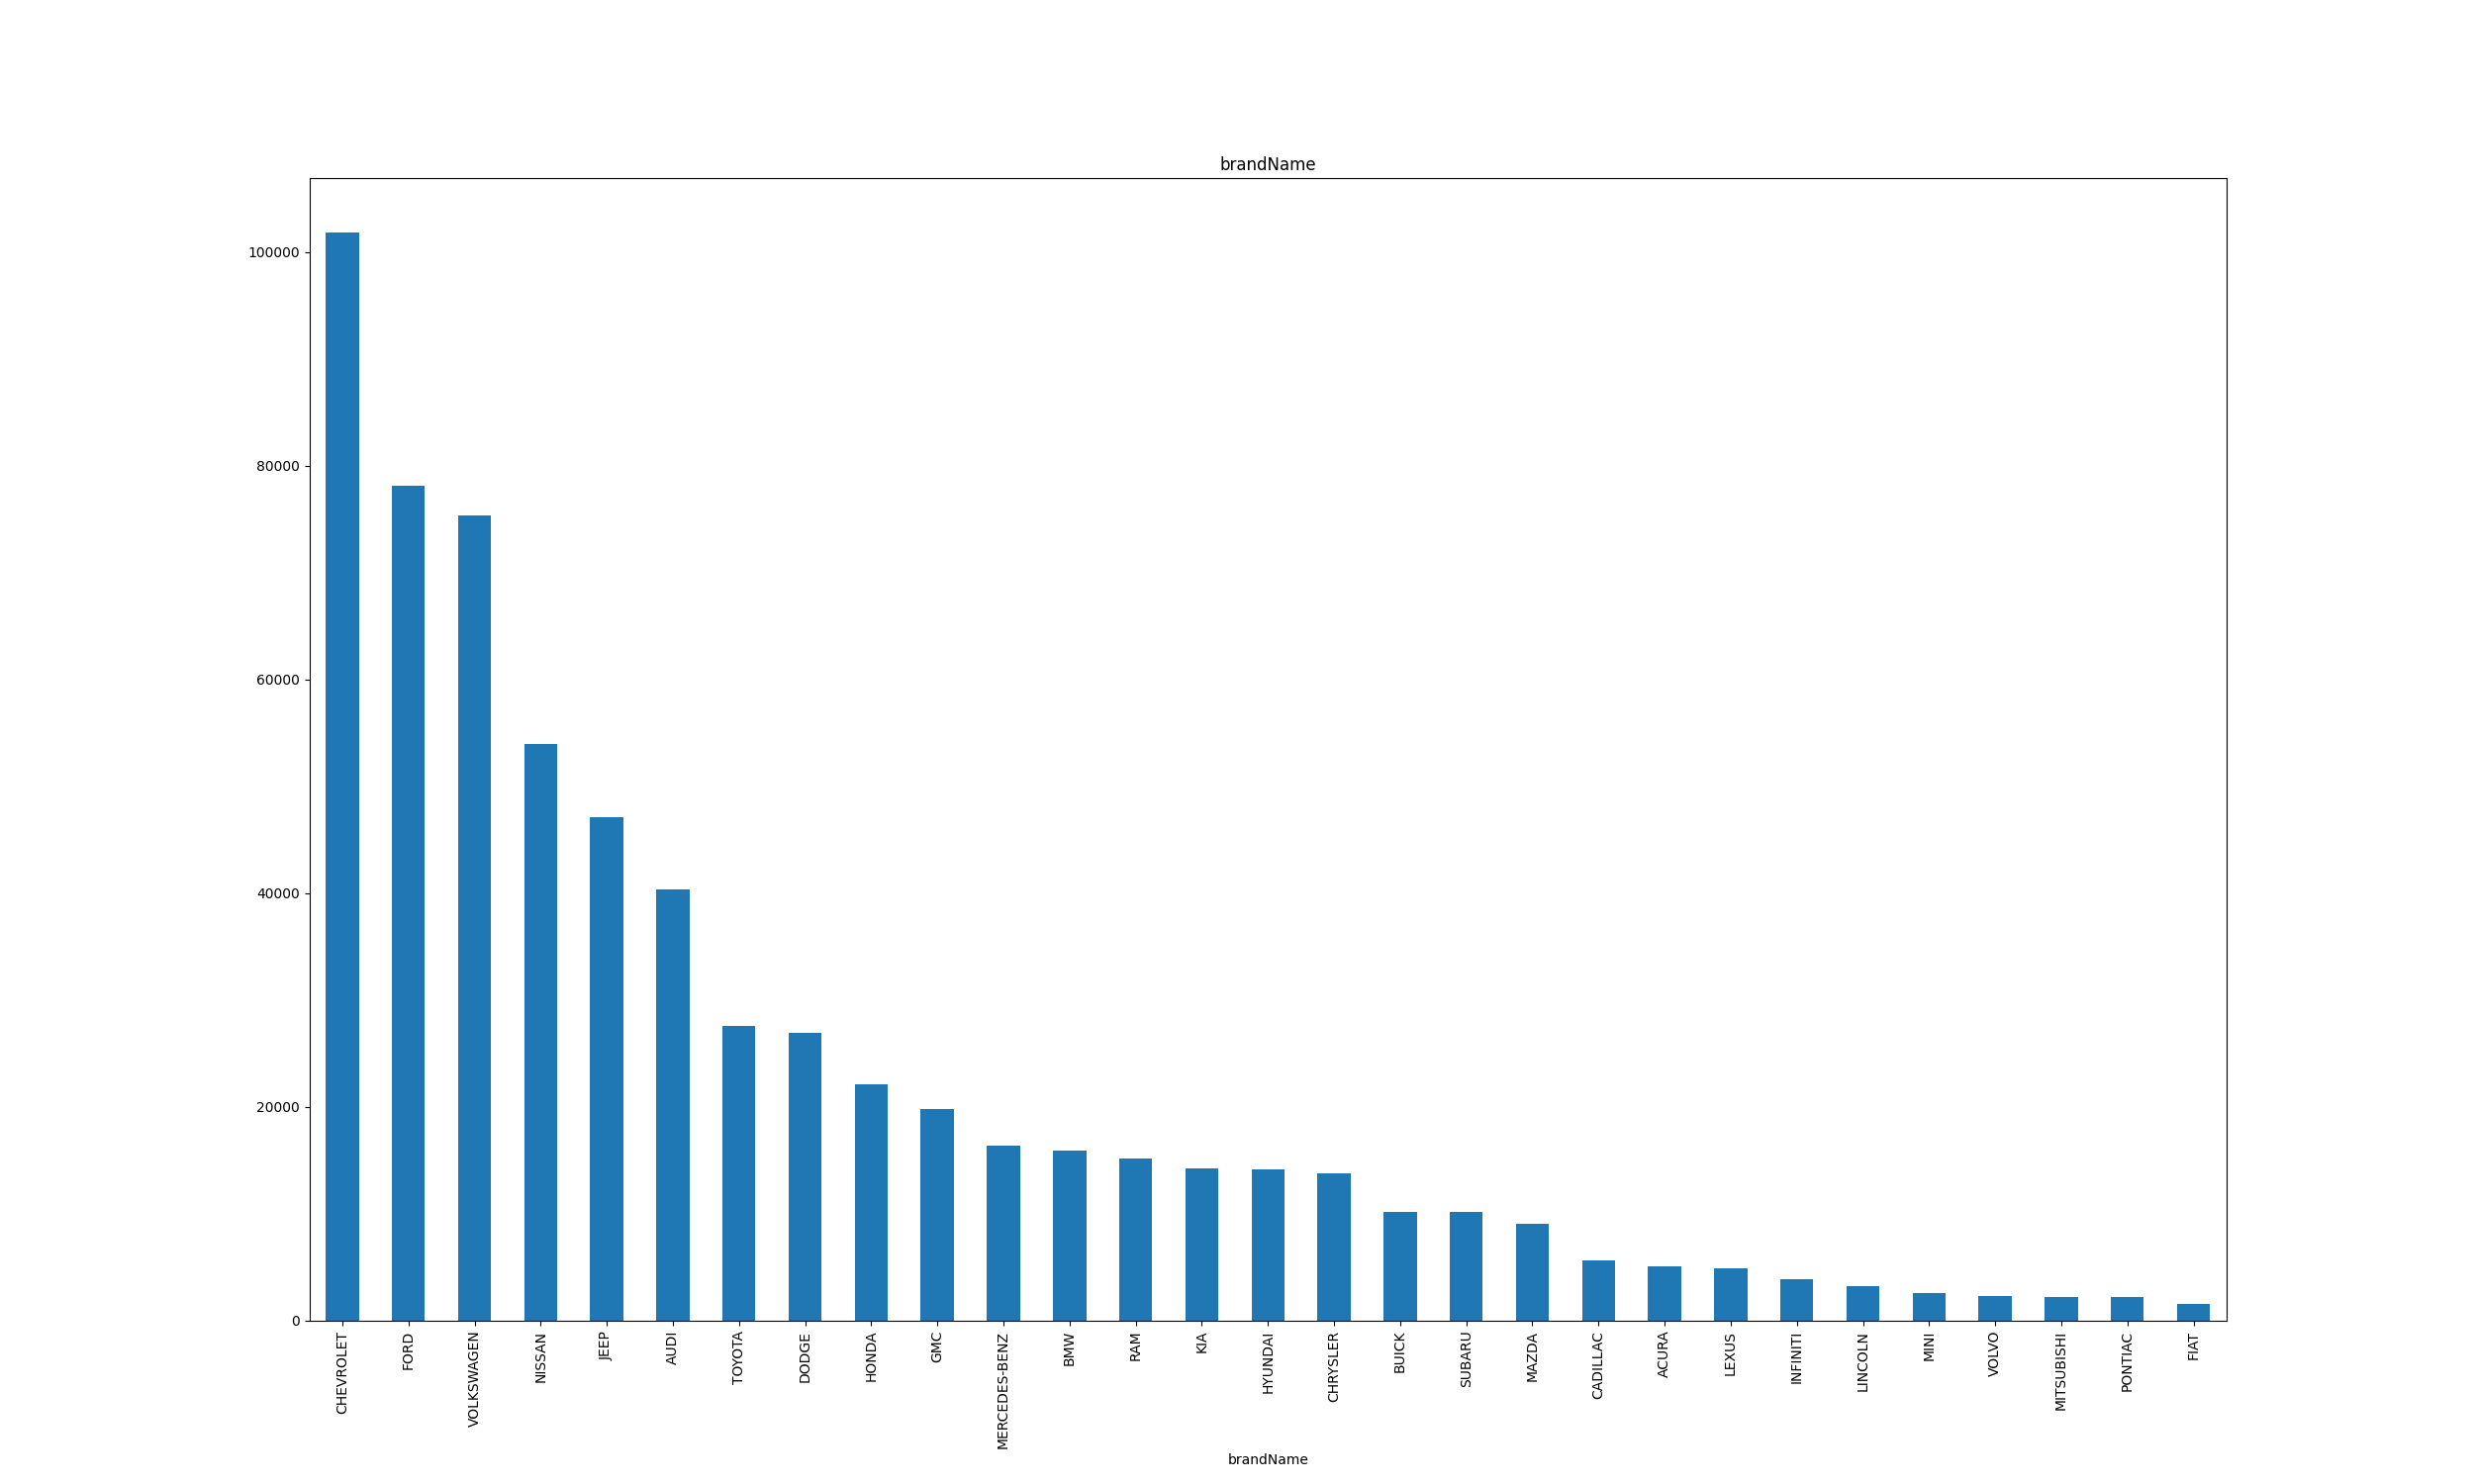 brandName
100000
80000
60000
40000
20000
0
CHEVROLET
FORD
VOLKSWAGEN
NISSAN
JEEP
AUDI
TOYOTA
DODGE
HONDA
GMC
MERCEDES-BENZ
BMW
RAM
KIA
HYUNDAI
CHRYSLER
BUICK
SUBARU
MAZDA
CADILLAC
ACURA
LEXUS
INFINITI
LINCOLN
MINI
VOLVO
MITSUBISHI
PONTIAC
FIAT
brandName